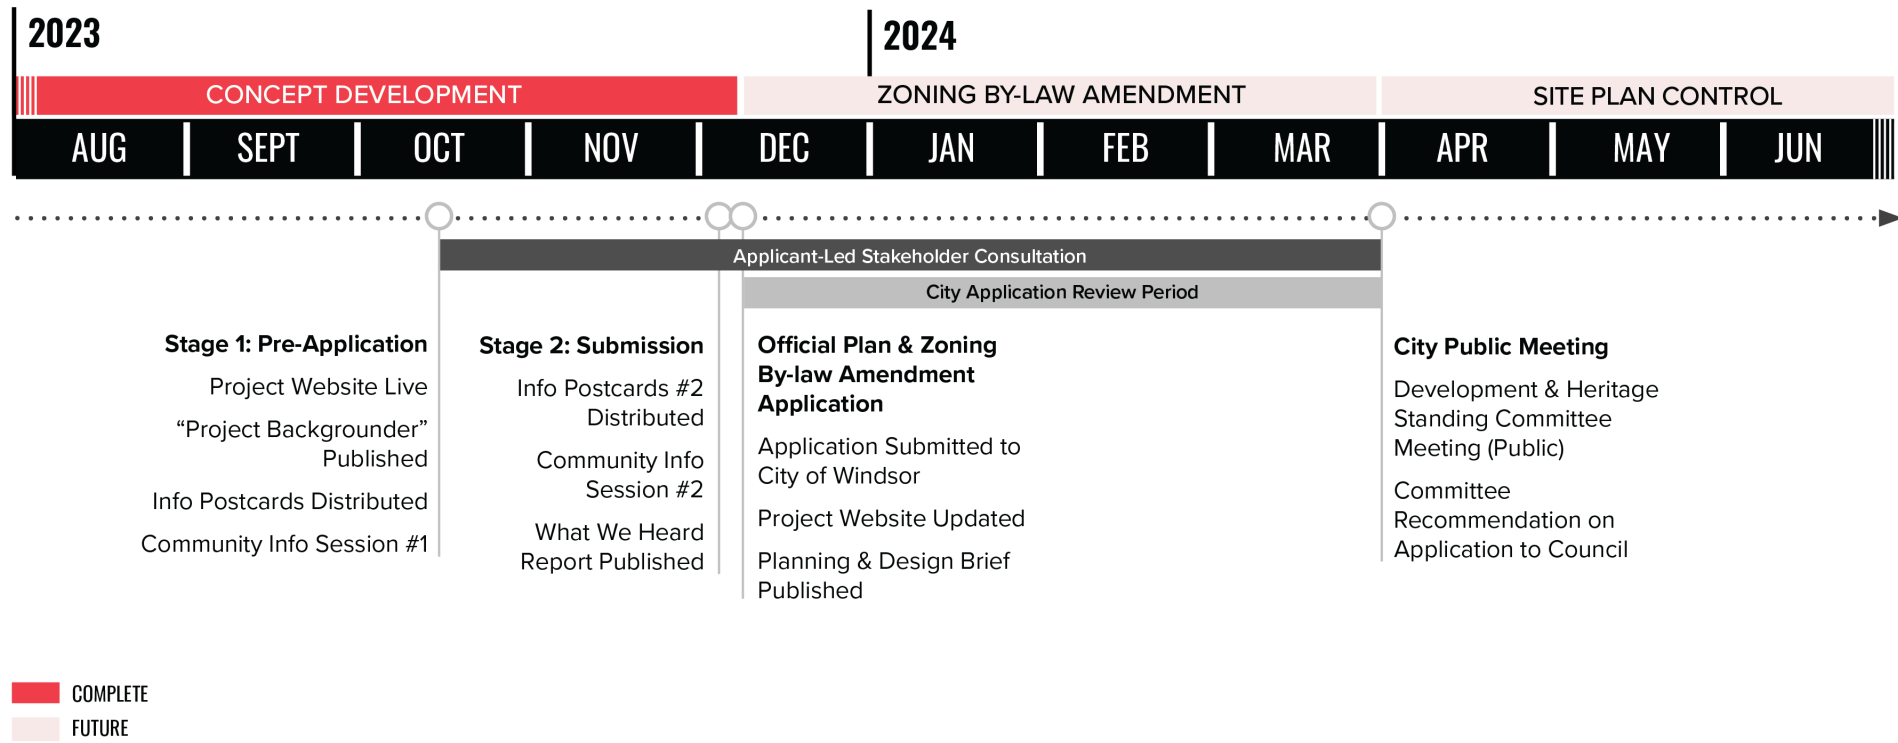 2023
2024
CONCEPT DEVELOPMENT
ZONING BY-LAW AMENDMENT
SITE PLAN CONTROL
AUG
SEPT
OCT
NOV
DEC
JAN
FEB
MAR
APR
MAY
JUN
Applicant-Led Stakeholder Consultation
City Application Review Period
Stage 1: Pre-Application
Project Website Live
“Project Backgrounder”
Published
Info Postcards Distributed
Community Info Session #1
Stage 2: Submission
Info Postcards #2
Distributed
Community Info
Session #2
What We Heard
Report Published
Official Plan & Zoning
By-law Amendment
Application
Application Submitted to
City of Windsor
Project Website Updated
Planning & Design Brief
Published
City Public Meeting
Development & Heritage
Standing Committee
Meeting (Public)
Committee
Recommendation on
Application to Council
COMPLETE
FUTURE